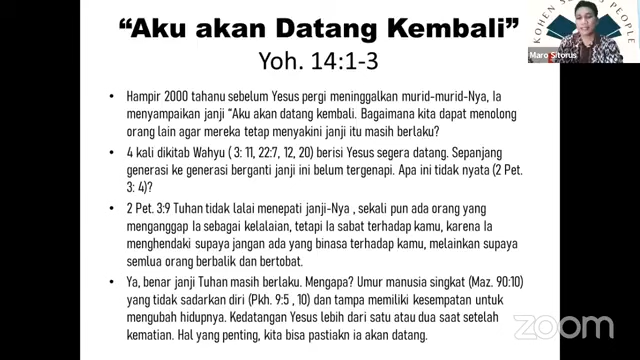 “Aku akan Datang Kembali”
Yoh. 14:1-3
• Hampir 2000 tahanu sebelum Yesus pergi meninggalkan murid-murid-Nya, Ia
menyampaikan janji “Aku akan datang kembali. Bagaimana kita dapat menolong
orang lain agar mereka tetap menyakini janji itu masih berlaku?
• 4 kali dikitab Wahyu ( 3: 11, 22:7, 12, 20) berisi Yesus segera datang. Sepanjang
generasi ke generasi berganti janji ini belum tergenapi. Apa ini tidak nyata (2 Pet.
3: 4)?
• 2 Pet. 3:9 Tuhan tidak lalai menepati janji-Nya , sekali pun ada orang yang
menganggap Ia sebagai kelalaian, tetapi Ia sabat terhadap kamu, karena Ia
menghendaki supaya jangan ada yang binasa terhadap kamu, melainkan supaya
semlua orang berbalik dan bertobat.
• Ya, benar janji Tuhan masih berlaku. Mengapa? Umur manusia singkat (Maz. 90:10)
yang tidak sadarkan diri (Pkh. 9:5 , 10) dan tampa memiliki kesempatan untuk
mengubah hidupnya. Kedatangan Yesus lebih dari satu atau dua saat setelah
kematian. Hal yang penting, kita bisa pastiakn ia akan datang.
KOHEN
PEOPLE
Maro Sitorus
zoom